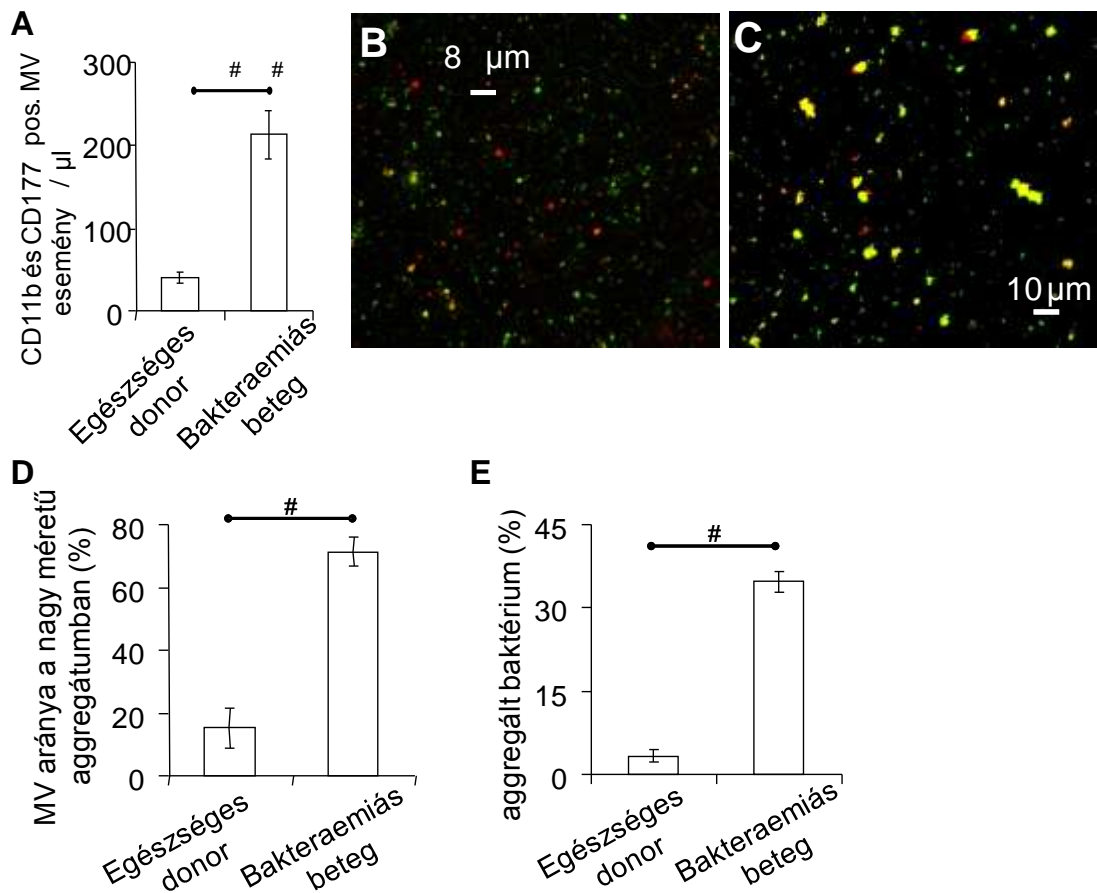 A
CD11b és CD177 pos. MV
esemény / µl
300
200
100
0
# #
Egészséges
donor
Bakteraemiás
beteg
B
8 µm
C
10 µm
D
MV aránya a nagy méretű
aggregátumban (%)
80
60
40
20
0
#
Egészséges
donor
Bakteraemiás
beteg
E
aggregált baktérium (%)
45
30
15
0
#
Egészséges
donor
Bakteraemiás
beteg